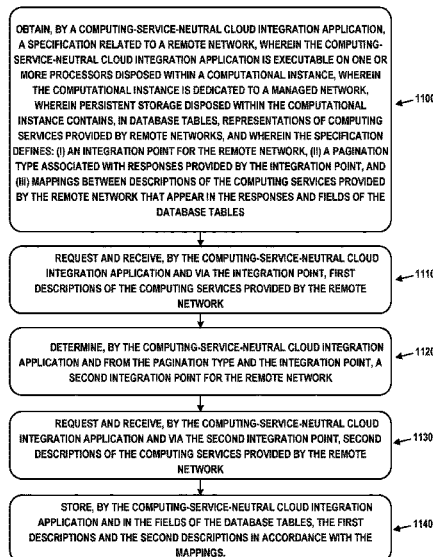 OBTAIN, BY A COMPUTING-SERVICE-NEUTRAL CLOUD INTEGRATION APPLICATION,
A SPECIFICATION RELATED TO A REMOTE NETWORK, WHEREIN THE COMPUTING-
SERVICE-NEUTRAL CLOUD INTEGRATION APPLICATION IS EXECUTABLE ON ONE OR
MORE PROCESSORS DISPOSED WITHIN A COMPUTATIONAL INSTANCE, WHEREIN
THE COMPUTATIONAL INSTANCE IS DEDICATED TO A MANAGED NETWORK,
WHEREIN PERSISTENT STORAGE DISPOSED WITHIN THE COMPUTATIONAL
INSTANCE CONTAINS, IN DATABASE TABLES, REPRESENTATIONS OF COMPUTING
SERVICES PROVIDED BY REMOTE NETWORKS, AND WHEREIN THE SPECIFICATION
DEFINES: (I) AN INTEGRATION POINT FOR THE REMOTE NETWORK, (II) A PAGINATION
TYPE ASSOCIATED WITH RESPONSES PROVIDED BY THE INTEGRATION POINT, AND
(III) MAPPINGS BETWEEN DESCRIPTIONS OF THE COMPUTING SERVICES PROVIDED
BY THE REMOTE NETWORK THAT APPEAR IN THE RESPONSES AND FIELDS OF THE
DATABASE TABLES
1100
REQUEST AND RECEIVE, BY THE COMPUTING-SERVICE-NEUTRAL CLOUD
INTEGRATION APPLICATION AND VIA THE INTEGRATION POINT, FIRST
DESCRIPTIONS OF THE COMPUTING SERVICES PROVIDED BY THE REMOTE
NETWORK
1110
DETERMINE, BY THE COMPUTING-SERVICE-NEUTRAL CLOUD INTEGRATION
APPLICATION AND FROM THE PAGINATION TYPE AND THE INTEGRATION POINT, A
SECOND INTEGRATION POINT FOR THE REMOTE NETWORK
1120
REQUEST AND RECEIVE, BY THE COMPUTING-SERVICE-NEUTRAL CLOUD
INTEGRATION APPLICATION AND VIA THE SECOND INTEGRATION POINT, SECOND
DESCRIPTIONS OF THE COMPUTING SERVICES PROVIDED BY THE REMOTE
NETWORK
1130
STORE, BY THE COMPUTING-SERVICE-NEUTRAL CLOUD INTEGRATION
APPLICATION AND IN THE FIELDS OF THE DATABASE TABLES, THE FIRST
DESCRIPTIONS AND THE SECOND DESCRIPTIONS IN ACCORDANCE WITH THE
MAPPINGS.
1140